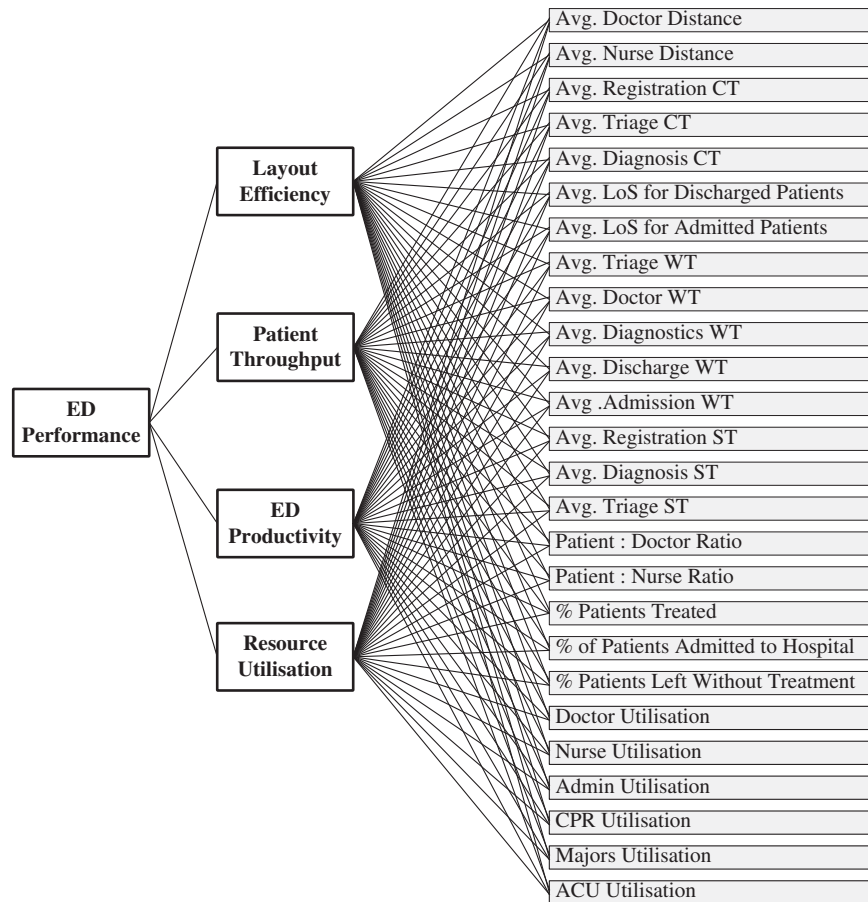 ED
Performance
Layout
Efficiency
Patient
Throughput
ED
Productivity
Resource
Utilisation
Avg. Doctor Distance
Avg. Nurse Distance
Avg. Registration CT
Avg. Triage CT
Avg. Diagnosis CT
Avg. LoS for Discharged Patients
Avg. LoS for Admitted Patients
Avg. Triage WT
Avg. Doctor WT
Avg. Diagnostics WT
Avg. Discharge WT
Avg .Admission WT
Avg. Registration ST
Avg. Diagnosis ST
Avg. Triage ST
Patient : Doctor Ratio
Patient : Nurse Ratio
% Patients Treated
% of Patients Admitted to Hospital
% Patients Left Without Treatment
Doctor Utilisation
Nurse Utilisation
Admin Utilisation
CPR Utilisation
Majors Utilisation
ACU Utilisation